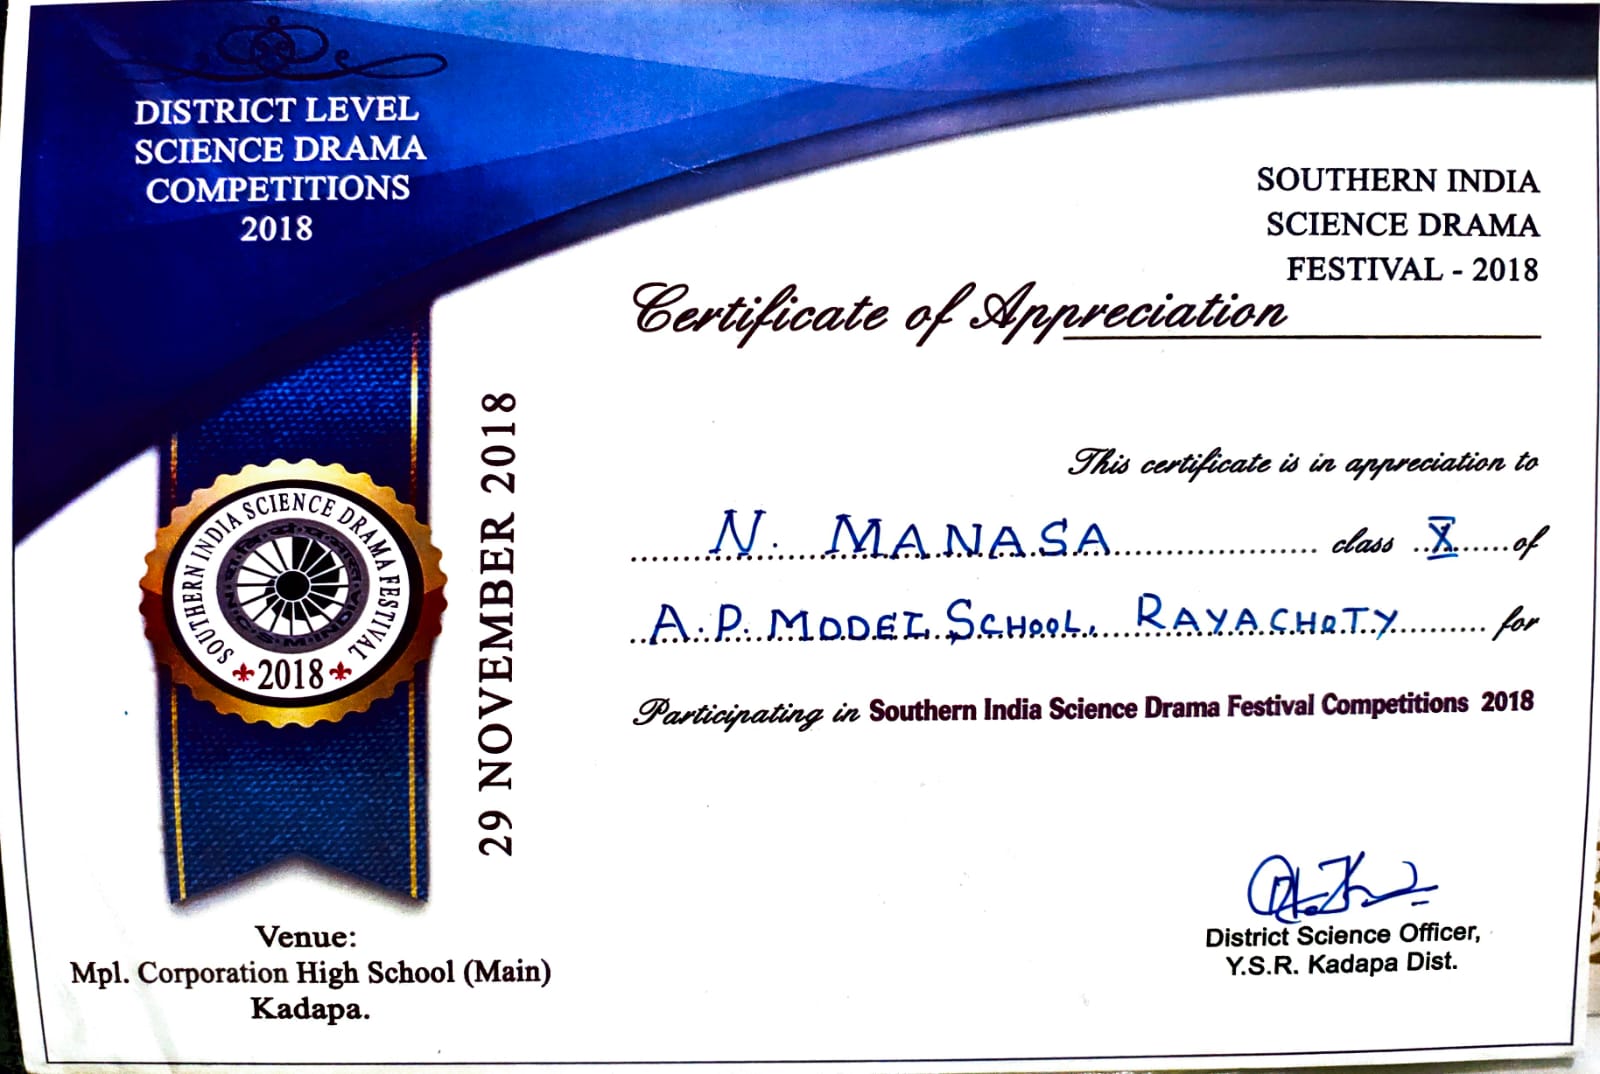 DISTRICT LEVEL
SCIENCE DRAMA
COMPETITIONS
2018
SOUTHERN INDIA
SCIENCE DRAMA
FESTIVAL - 2018
Certificate of Appreciation
This certificate is in appreciation to
N. MANASA class X of
A.P. MODEL SCHOOL, RAYACHOTY for
Participating in Southern India Science Drama Festival Competitions 2018
29 NOVEMBER 2018
SOUTHERN INDIA SCIENCE DRAMA FESTIVAL
2018
N.C.S.M. INDIA
Venue:
Mpl. Corporation High School (Main)
Kadapa.
District Science Officer,
Y.S.R. Kadapa Dist.